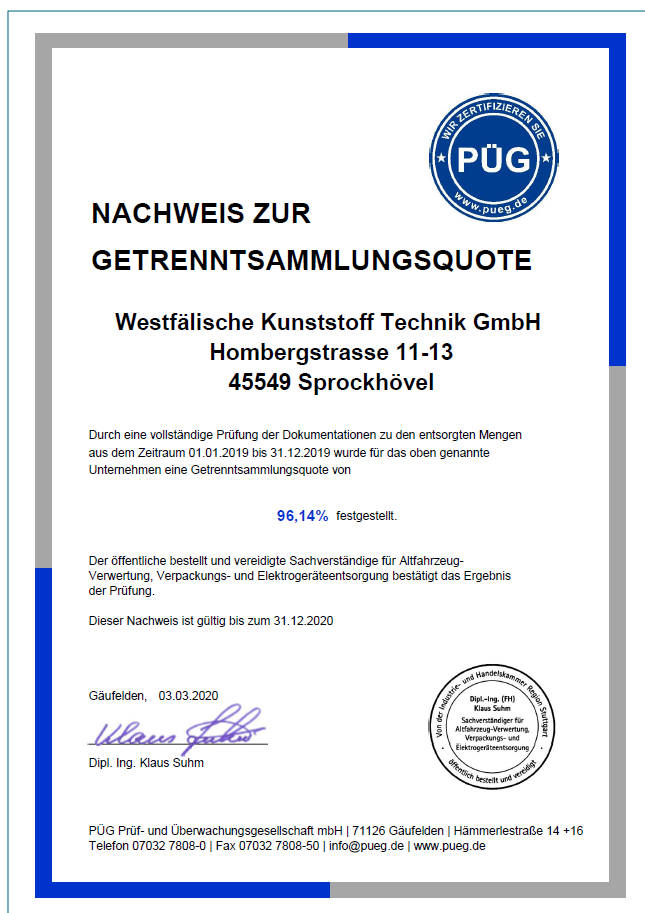 WIR ZERTIFIZIEREN SIE
PÜG
www.pueg.de
NACHWEIS ZUR
GETRENNTSAMMLUNGSQUOTE
Westfälische Kunststoff Technik GmbH
Hombergstrasse 11-13
45549 Sprockhövel
Durch eine vollständige Prüfung der Dokumentationen zu den entsorgten Mengen
aus dem Zeitraum 01.01.2019 bis 31.12.2019 wurde für das oben genannte
Unternehmen eine Getrenntsammlungsquote von
96,14% festgestellt.
Der öffentliche bestellt und vereidigte Sachverständige für Altfahrzeug-
Verwertung, Verpackungs- und Elektrogeräteentsorgung bestätigt das Ergebnis
der Prüfung.
Dieser Nachweis ist gültig bis zum 31.12.2020
Gäufelden, 03.03.2020
Klaus Suhm
Dipl. Ing. Klaus Suhm
Von der Industrie- und Handelskammer Region Stuttgart
Dipl.-Ing. (FH)
Klaus Suhm
Sachverständiger für
Altfahrzeug-Verwertung,
Verpackungs- und
Elektrogeräteentsorgung
öffentlich bestellt und vereidigt
PÜG Prüf- und Überwachungsgesellschaft mbH | 71126 Gäufelden | Hämmerlestraße 14 +16
Telefon 07032 7808-0 | Fax 07032 7808-50 | info@pueg.de | www.pueg.de